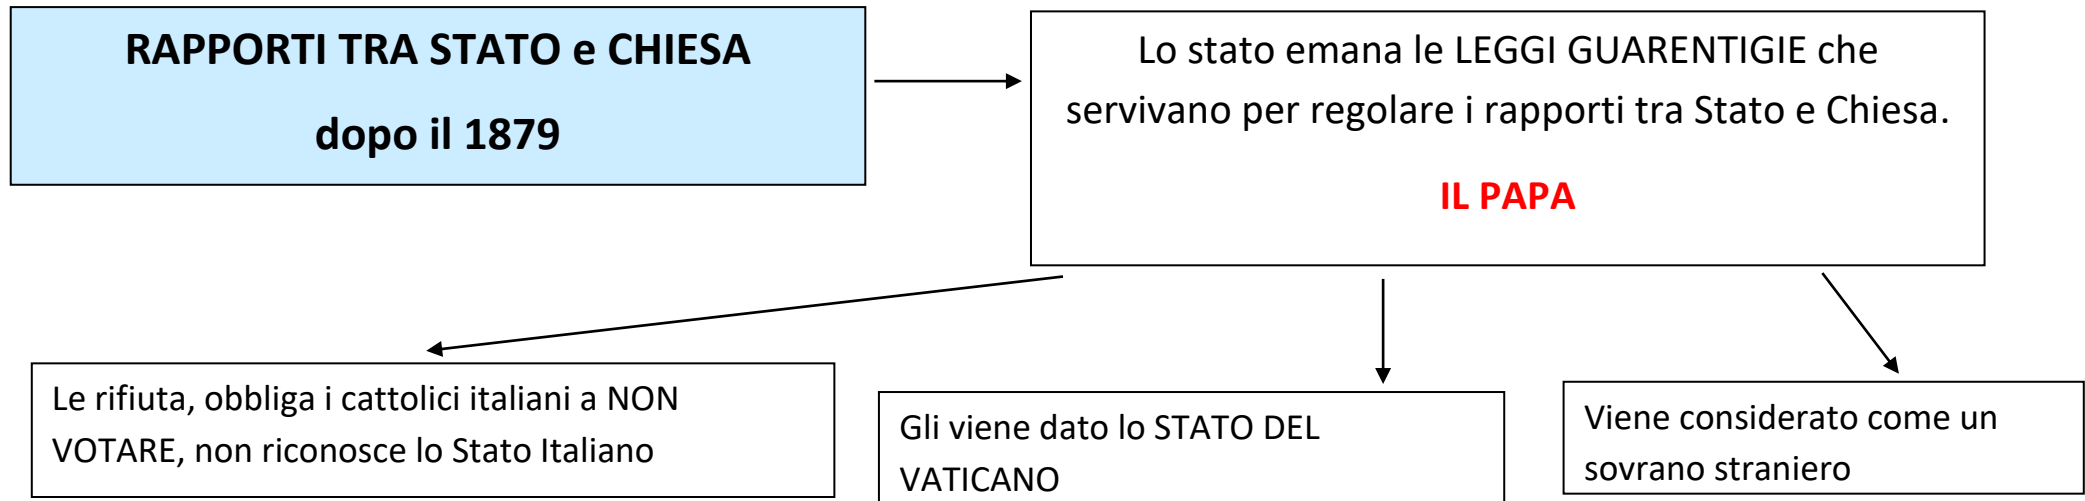 RAPPORTI TRA STATO e CHIESA
dopo il 1879
Lo stato emana le LEGGI GUARENTIGIE che
servivano per regolare i rapporti tra Stato e Chiesa.
IL PAPA
Le rifiuta, obbliga i cattolici italiani a NON
VOTARE, non riconosce lo Stato Italiano
Gli viene dato lo STATO DEL
VATICANO
Viene considerato come un
sovrano straniero